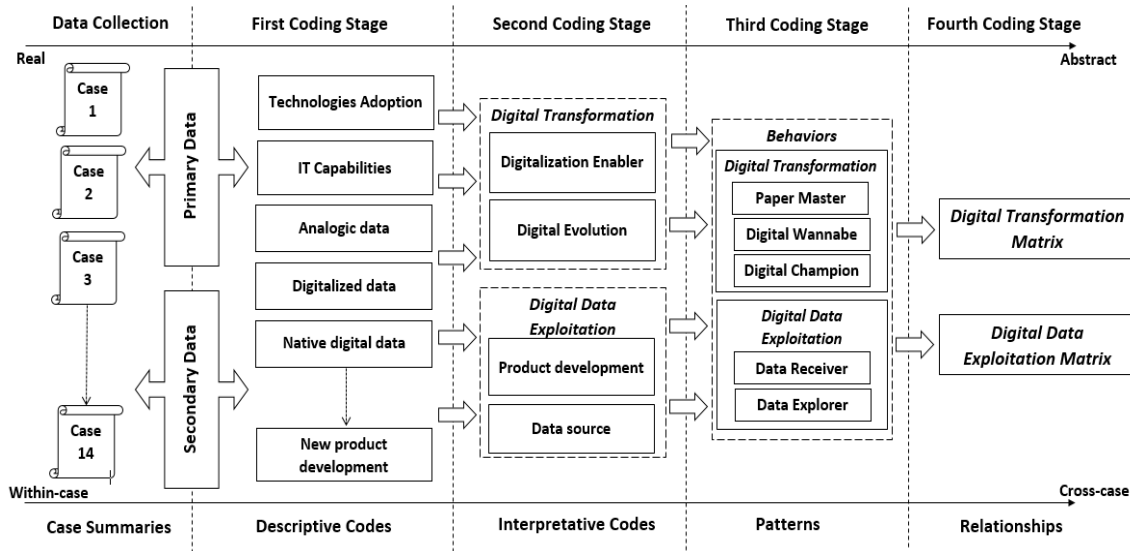 Data Collection
First Coding Stage
Second Coding Stage
Third Coding Stage
Fourth Coding Stage
Real
Abstract
Case
1
Case
2
Case
3
Case
14
Primary Data
Secondary Data
Technologies Adoption
IT Capabilities
Analogic data
Digitalized data
Native digital data
New product
development
Digital Transformation
Digitalization Enabler
Digital Evolution
Digital Data
Exploitation
Product development
Data source
Behaviors
Digital Transformation
Paper Master
Digital Wannabe
Digital Champion
Digital Data
Exploitation
Data Receiver
Data Explorer
Digital Transformation
Matrix
Digital Data
Exploitation Matrix
Within-case
Cross-case
Case Summaries
Descriptive Codes
Interpretative Codes
Patterns
Relationships